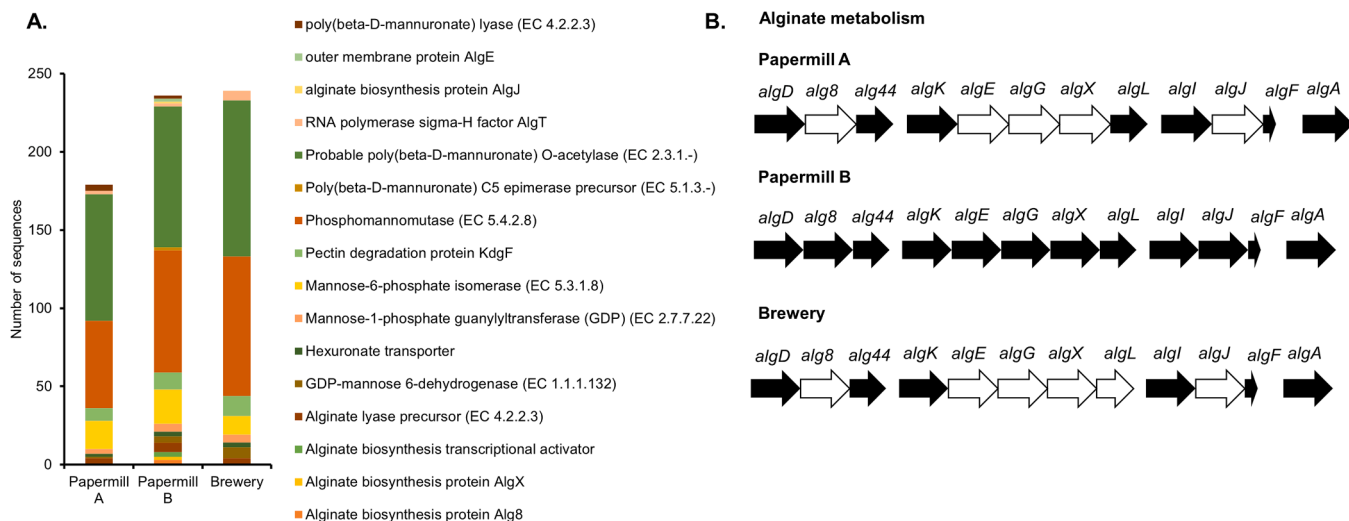 A.
250
200
150
100
50
0
Number of sequences
Papermill A
Papermill B
Brewery
poly(beta-D-mannuronate) lyase (EC 4.2.2.3)
outer membrane protein AlgE
alginate biosynthesis protein AlgJ
RNA polymerase sigma-H factor AlgT
Probable poly(beta-D-mannuronate) O-acetylase (EC 2.3.1.-)
Poly(beta-D-mannuronate) C5 epimerase precursor (EC 5.1.3.-)
Phosphomannomutase (EC 5.4.2.8)
Pectin degradation protein KdgF
Mannose-6-phosphate isomerase (EC 5.3.1.8)
Mannose-1-phosphate guanylyltransferase (GDP) (EC 2.7.7.22)
Hexuronate transporter
GDP-mannose 6-dehydrogenase (EC 1.1.1.132)
Alginate lyase precursor (EC 4.2.2.3)
Alginate biosynthesis transcriptional activator
Alginate biosynthesis protein AlgX
Alginate biosynthesis protein Alg8
B.
Alginate metabolism
Papermill A
algD alg8 alg44 algK algE algG algX algL algI algJ algF algA
Papermill B
algD alg8 alg44 algK algE algG algX algL algI algJ algF algA
Brewery
algD alg8 alg44 algK algE algG algX algL algI algJ algF algA